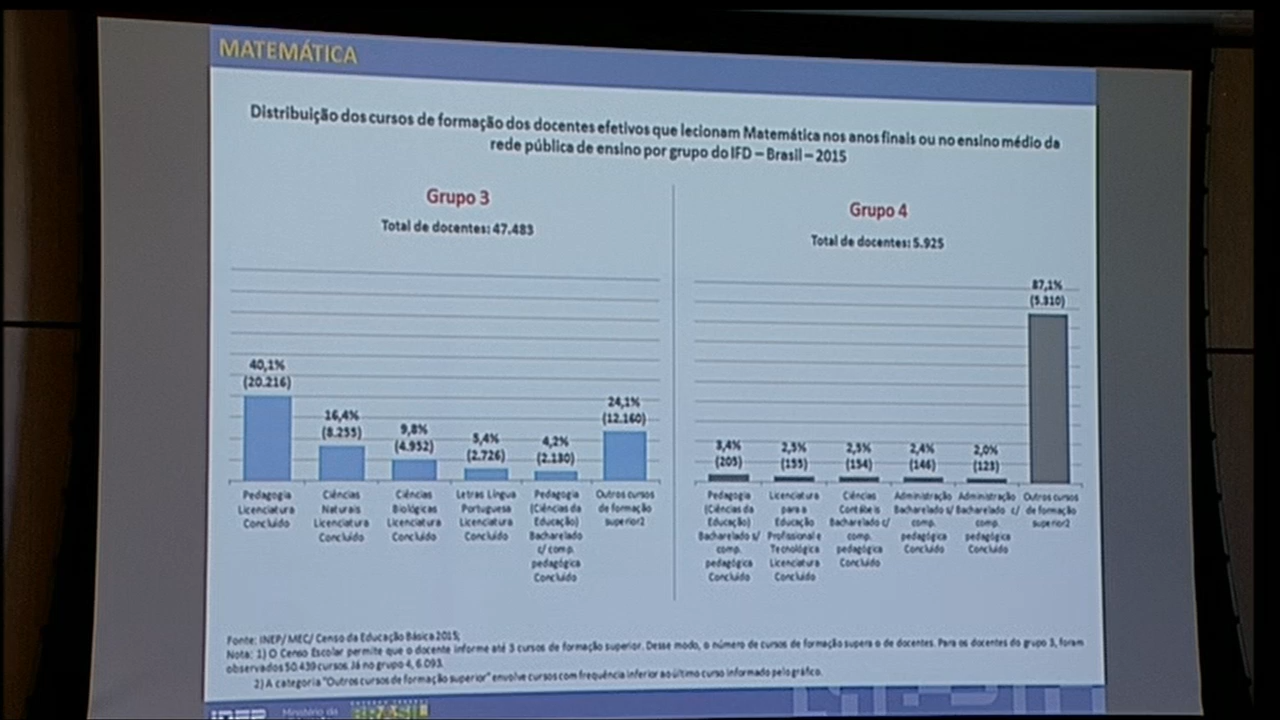 MATEMÁTICA
Distribuição dos cursos de formação dos docentes efetivos que lecionam Matemática nos anos finais ou no ensino médio da
rede pública de ensino por grupo do IFD – Brasil – 2015
Grupo 3
Total de docentes: 47.483
40,1%
(20.216)
16,4%
(8.255)
9,8%
(4.952)
5,4%
(2.726)
4,2%
(2.130)
24,1%
(12.160)
Pedagogia
Licenciatura
Concluído
Ciências
Naturais
Licenciatura
Concluído
Ciências
Biológicas
Licenciatura
Concluído
Letras Língua
Portuguesa
Licenciatura
Concluído
Pedagogia
(Ciências da
Educação)
Bacharelado
c/ comp.
pedagógica
Concluído
Outros cursos
de formação
superior2
Grupo 4
Total de docentes: 5.925
3,4%
(205)
2,5%
(155)
2,5%
(154)
2,4%
(146)
2,0%
(123)
87,1%
(5.310)
Pedagogia
(Ciências da
Educação)
Bacharelado s/
comp.
pedagógica
Concluído
Licenciatura
para a
Educação
Profissional e
Tecnológica
Licenciatura
Concluído
Ciências
Contábeis
Bacharelado c/
comp.
pedagógica
Concluído
Administração
Bacharelado s/
comp.
pedagógica
Concluído
Administração
Bacharelado c/
comp.
pedagógica
Concluído
Outros cursos
de formação
superior2
Fonte: INEP/ MEC/ Censo da Educação Básica 2015;
Nota: 1) O Censo Escolar permite que o docente informe até 3 cursos de formação superior. Desse modo, o número de cursos de formação supera o de docentes. Para os docentes do grupo 3, foram
observados 50.439 cursos. Já no grupo 4, 6.093.
2) A categoria "Outros cursos de formação superior" envolve cursos com frequência inferior ao último curso informado pelo gráfico.
INEP
Ministério da
BRASIL